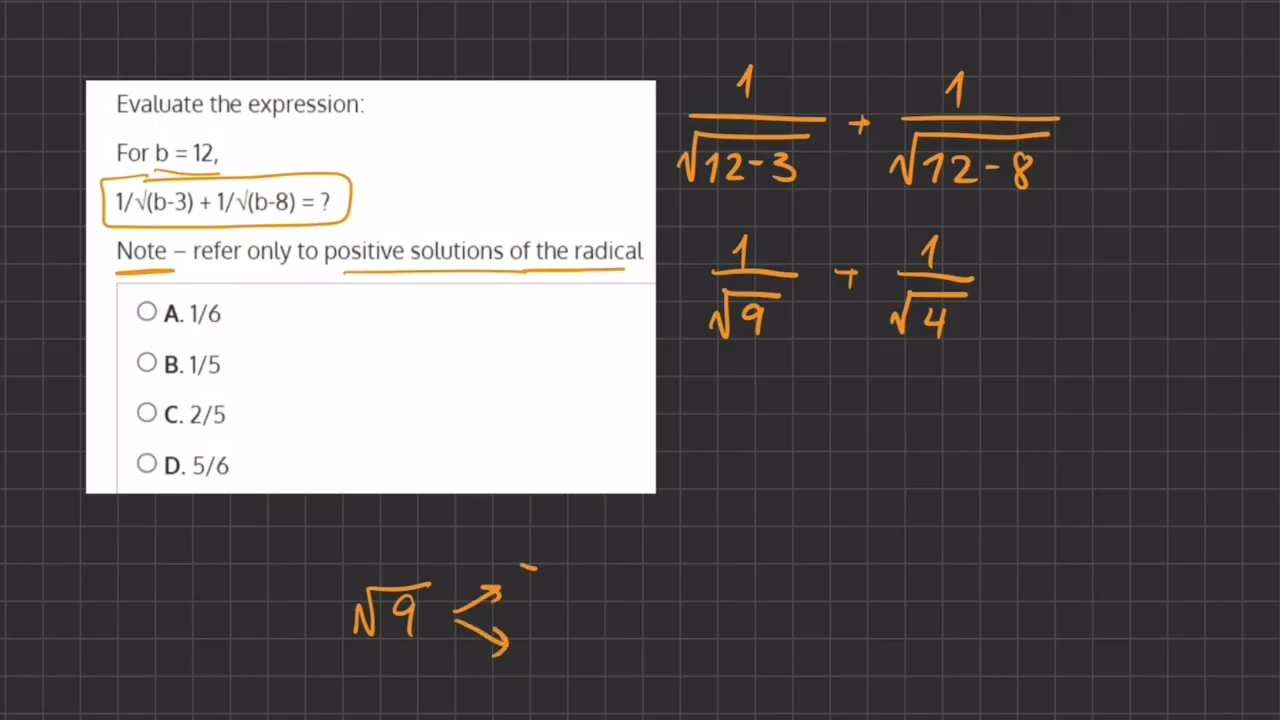 Evaluate the expression:
For b = 12,
1/√(b-3) + 1/√(b-8) = ?
Note – refer only to positive solutions of the radical
A. 1/6
B. 1/5
C. 2/5
D. 5/6
1 1
√12-3 + √12-8
1 1
√9 + √4
√9